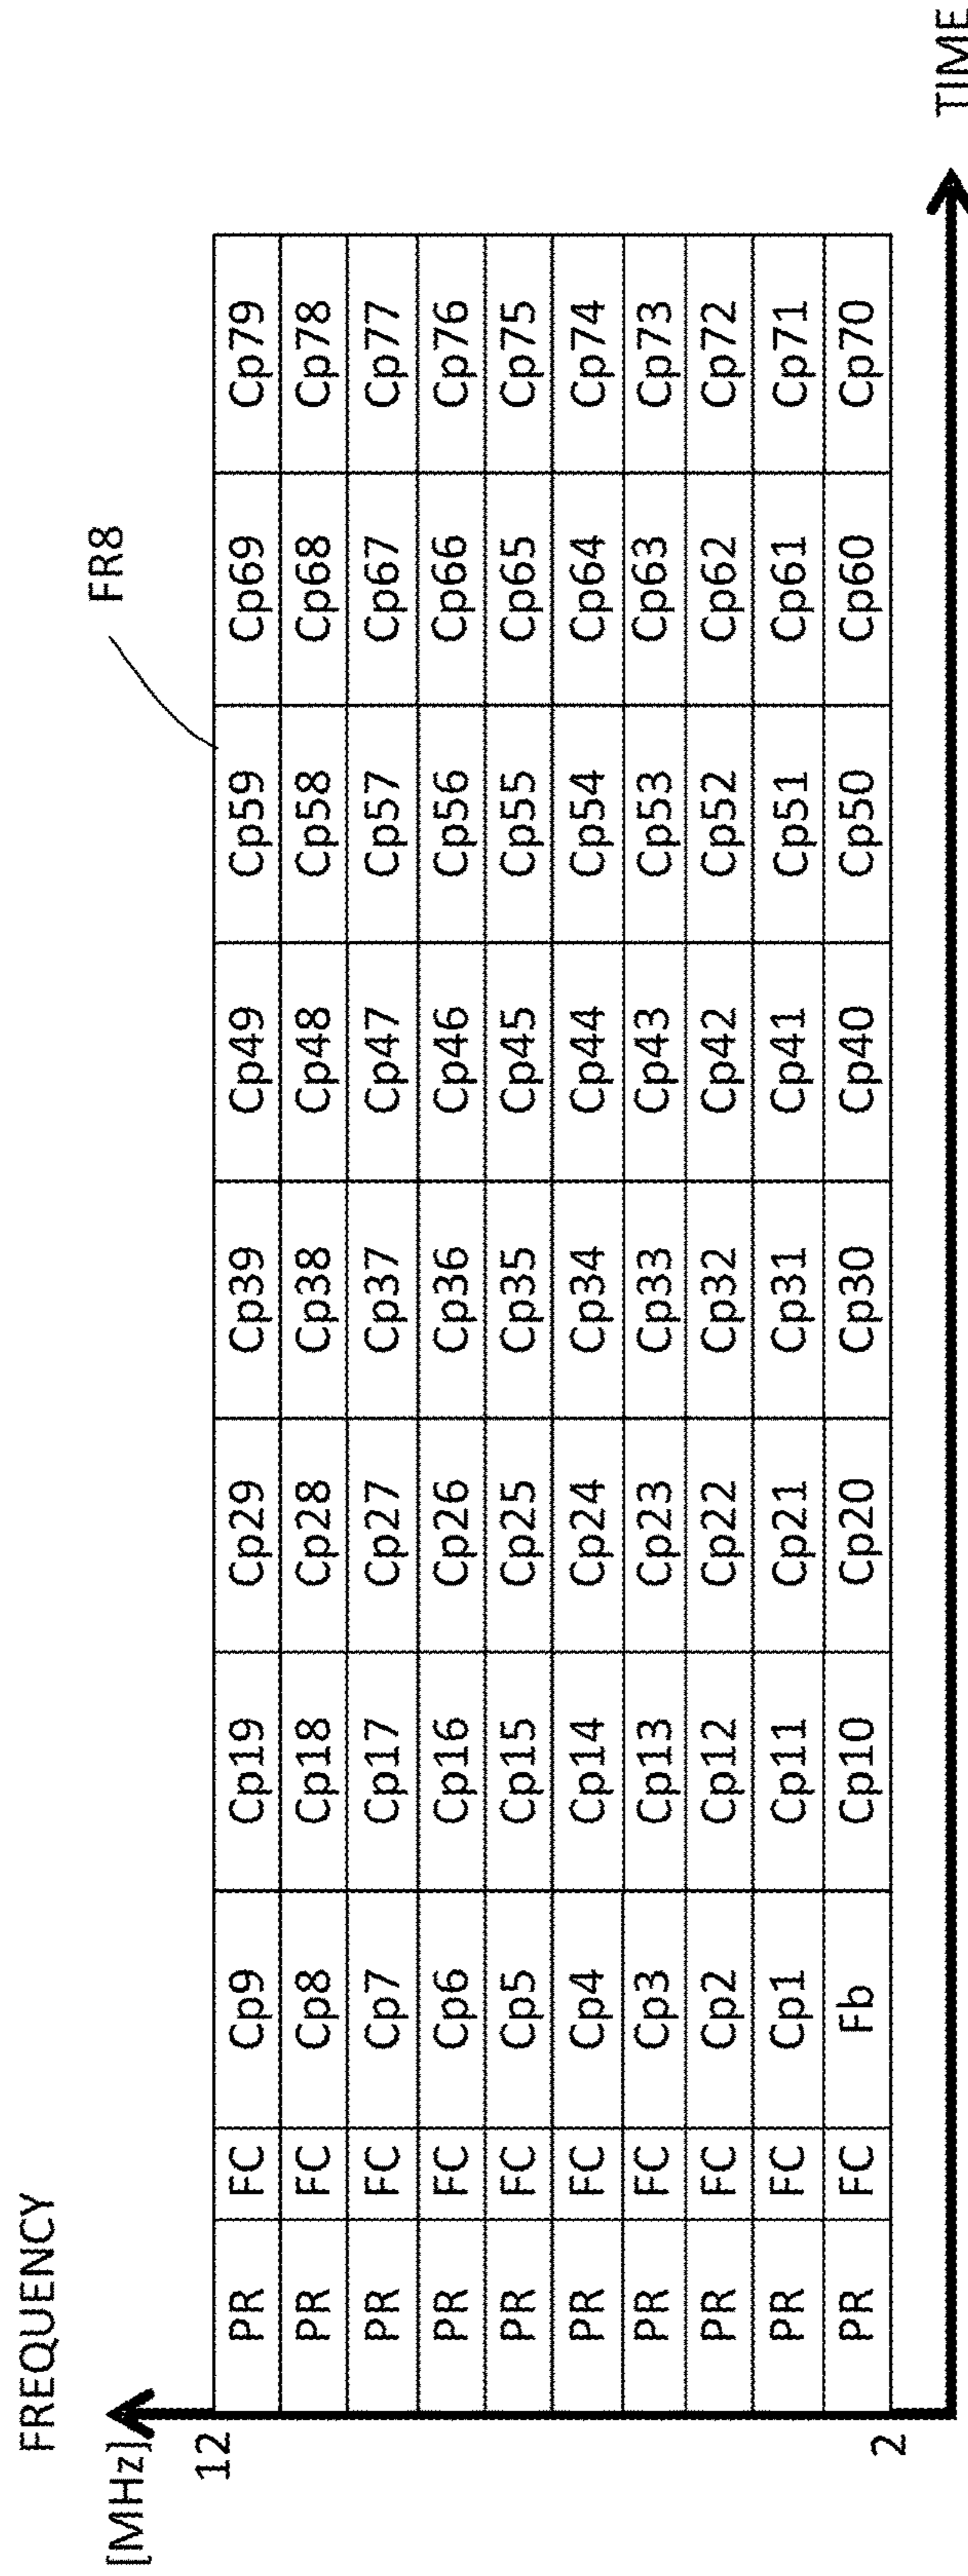 FREQUENCY
[MHz]
FR8
12
PR FC Cp9 Cp19 Cp29 Cp39 Cp49 Cp59 Cp69 Cp79
PR FC Cp8 Cp18 Cp28 Cp38 Cp48 Cp58 Cp68 Cp78
PR FC Cp7 Cp17 Cp27 Cp37 Cp47 Cp57 Cp67 Cp77
PR FC Cp6 Cp16 Cp26 Cp36 Cp46 Cp56 Cp66 Cp76
PR FC Cp5 Cp15 Cp25 Cp35 Cp45 Cp55 Cp65 Cp75
PR FC Cp4 Cp14 Cp24 Cp34 Cp44 Cp54 Cp64 Cp74
PR FC Cp3 Cp13 Cp23 Cp33 Cp43 Cp53 Cp63 Cp73
PR FC Cp2 Cp12 Cp22 Cp32 Cp42 Cp52 Cp62 Cp72
PR FC Cp1 Cp11 Cp21 Cp31 Cp41 Cp51 Cp61 Cp71
PR FC Fb Cp10 Cp20 Cp30 Cp40 Cp50 Cp60 Cp70
2
TIME